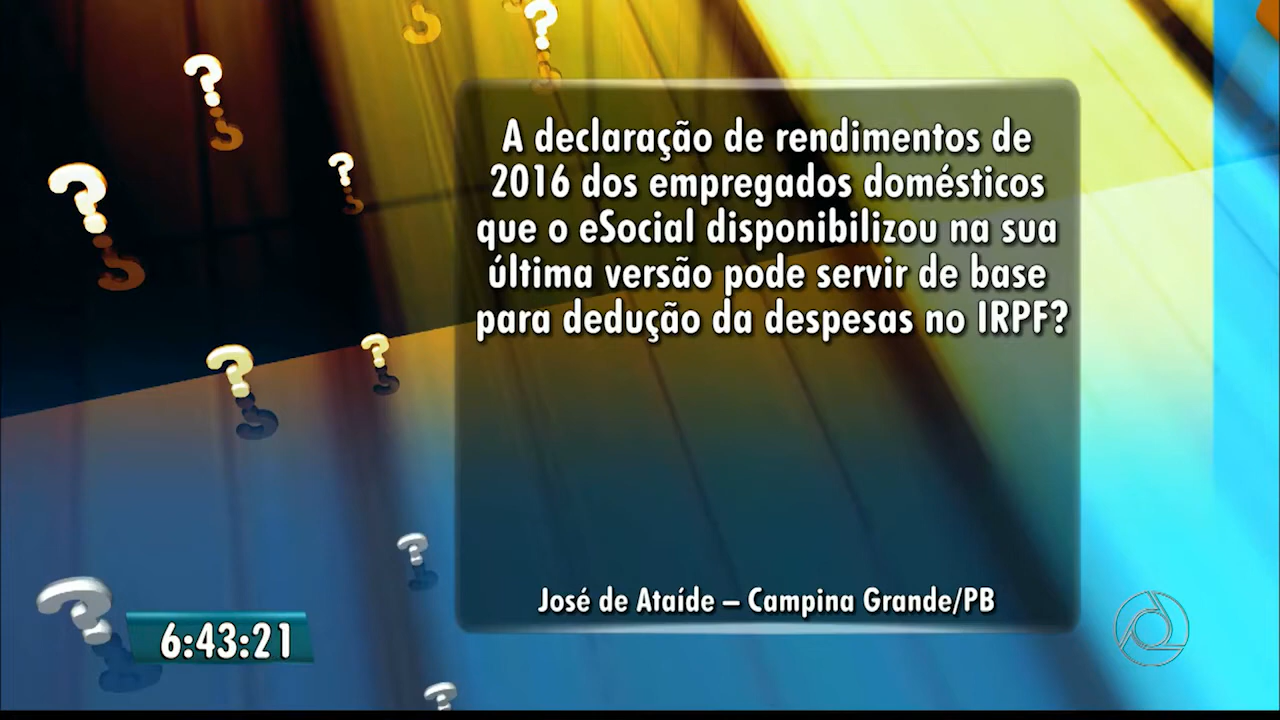 A declaração de rendimentos de
2016 dos empregados domésticos
que o eSocial disponibilizou na sua
última versão pode servir de base
para dedução da despesas no IRPF?
José de Ataíde – Campina Grande/PB
6:43:21